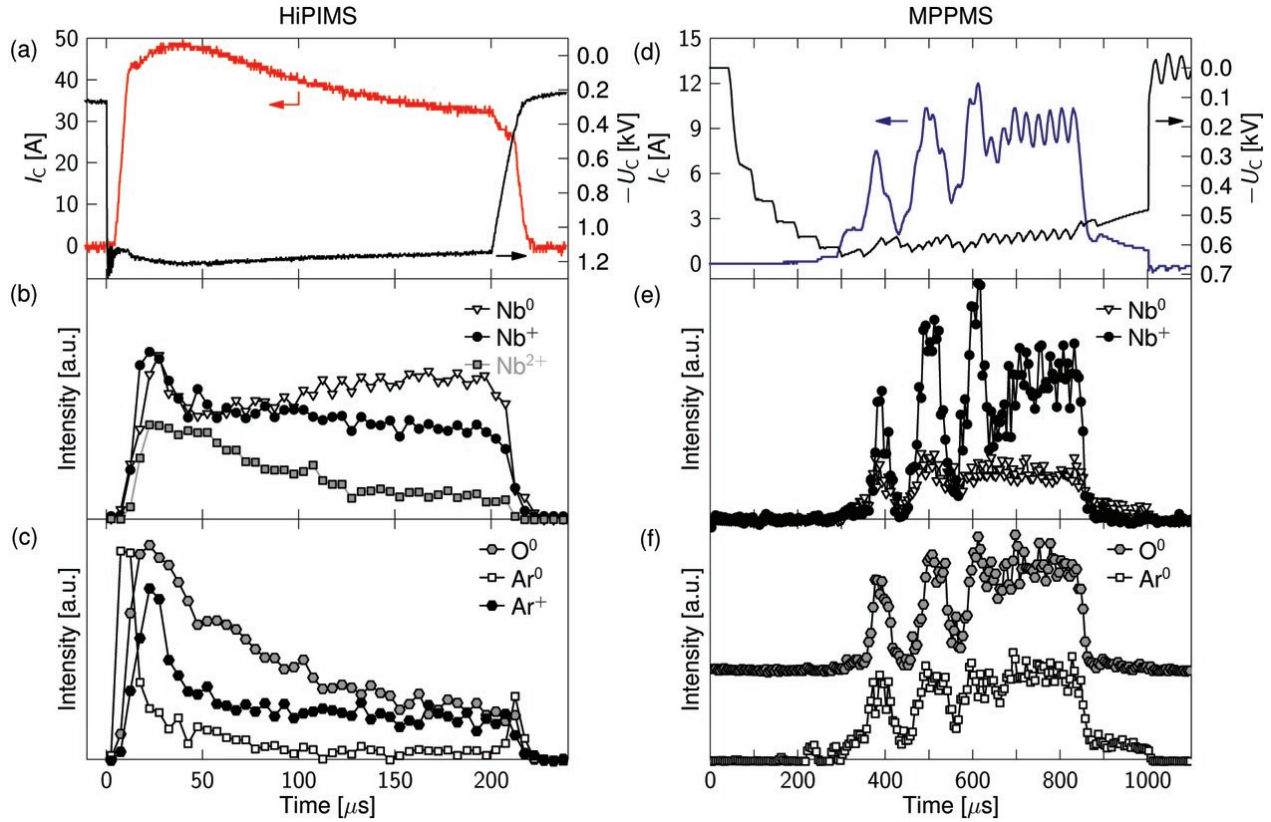 HiPIMS
MPPMS
(a)
50
40
30
20
10
0
I_C [A]
0.0
0.2
0.4
0.6
0.8
1.0
1.2
−U_C [kV]
(b)
Intensity [a.u.]
Nb⁰
Nb⁺
Nb²⁺
(c)
Intensity [a.u.]
O⁰
Ar⁰
Ar⁺
0
50
100
150
200
Time [μs]
(d)
15
12
9
6
3
0
I_C [A]
0.0
0.1
0.2
0.3
0.4
0.5
0.6
0.7
−U_C [kV]
(e)
Intensity [a.u.]
Nb⁰
Nb⁺
(f)
Intensity [a.u.]
O⁰
Ar⁰
0
200
400
600
800
1000
Time [μs]